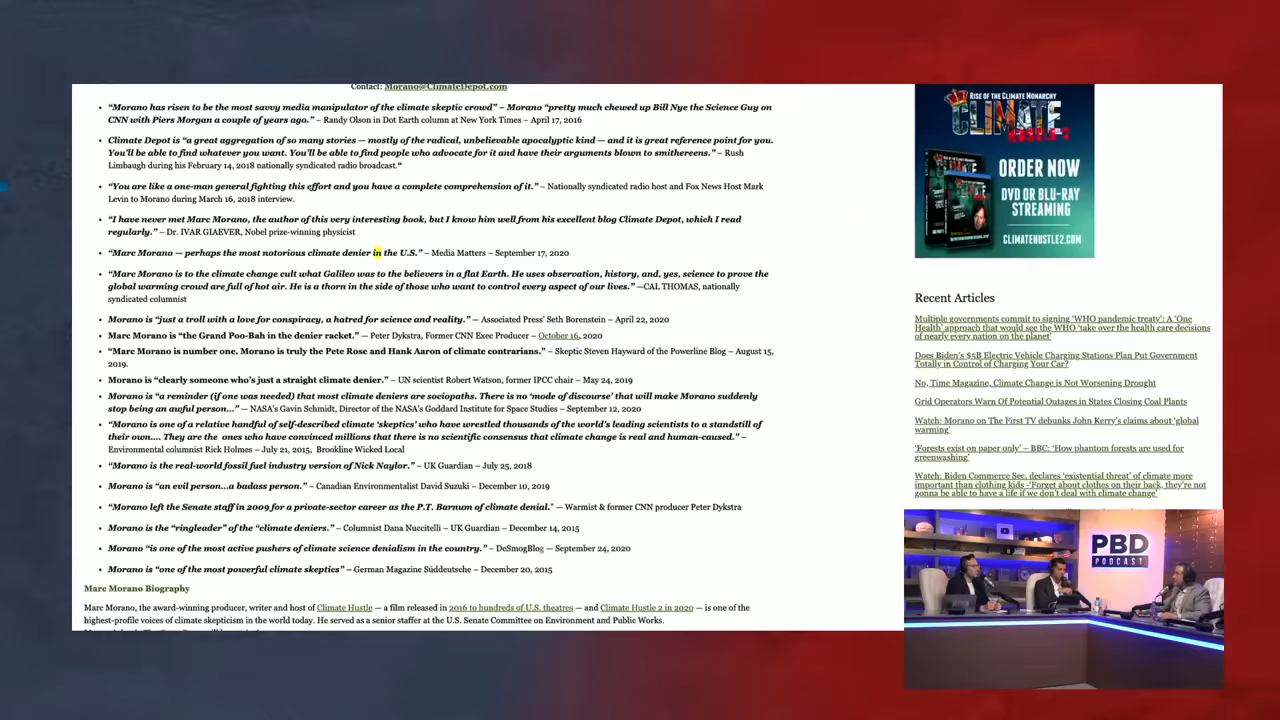 Contact: Morano@ClimateDepot.com
• “Morano has risen to be the most savvy media manipulator of the climate skeptic crowd” – Morano “pretty much chewed up Bill Nye the Science Guy on
CNN with Piers Morgan a couple of years ago.” – Randy Olson in Dot Earth column at New York Times – April 17, 2016
• Climate Depot is “a great aggregation of so many stories — mostly of the radical, unbelievable apocalyptic kind — and it is great reference point for you.
You’ll be able to find whatever you want. You’ll be able to find people who advocate for it and have their arguments blown to smithereens.” – Rush
Limbaugh during his February 14, 2018 nationally syndicated radio broadcast.“
• “You are like a one-man general fighting this effort and you have a complete comprehension of it.” – Nationally syndicated radio host and Fox News Host Mark
Levin to Morano during March 16, 2018 interview.
• “I have never met Marc Morano, the author of this very interesting book, but I know him well from his excellent blog Climate Depot, which I read
regularly.” – Dr. IVAR GIAEVER, Nobel prize-winning physicist
• “Marc Morano — perhaps the most notorious climate denier in the U.S.” – Media Matters – September 17, 2020
• “Marc Morano is to the climate change cult what Galileo was to the believers in a flat Earth. He uses observation, history, and, yes, science to prove the
global warming crowd are full of hot air. He is a thorn in the side of those who want to control every aspect of our lives.” —CAL THOMAS, nationally
syndicated columnist
• Morano is “just a troll with a love for conspiracy, a hatred for science and reality.” — Associated Press’ Seth Borenstein – April 22, 2020
• Marc Morano is “the Grand Poo-Bah in the denier racket.” – Peter Dykstra, Former CNN Exec Producer – October 16, 2020
• “Marc Morano is number one. Morano is truly the Pete Rose and Hank Aaron of climate contrarians.” – Skeptic Steven Hayward of the Powerline Blog – August 15,
2019.
• Morano is “clearly someone who’s just a straight climate denier.” – UN scientist Robert Watson, former IPCC chair – May 24, 2019
• Morano is “a reminder (if one was needed) that most climate deniers are sociopaths. There is no ‘mode of discourse’ that will make Morano suddenly
stop being an awful person…” — NASA’s Gavin Schmidt, Director of the NASA’s Goddard Institute for Space Studies – September 12, 2020
• “Morano is one of a relative handful of self-described climate ‘skeptics’ who have wrestled thousands of the world’s leading scientists to a standstill of
their own…. They are the ones who have convinced millions that there is no scientific consensus that climate change is real and human-caused.” –
Environmental columnist Rick Holmes – July 21, 2015, Brookline Wicked Local
• “Morano is the real-world fossil fuel industry version of Nick Naylor.” – UK Guardian – July 25, 2018
• Morano is “an evil person…a badass person.” – Canadian Environmentalist David Suzuki – December 10, 2019
• “Morano left the Senate staff in 2009 for a private-sector career as the P.T. Barnum of climate denial.” — Warmist & former CNN producer Peter Dykstra
• Morano is the “ringleader” of the “climate deniers.” – Columnist Dana Nuccitelli – UK Guardian – December 14, 2015
• Morano “is one of the most active pushers of climate science denialism in the country.” – DeSmogBlog — September 24, 2020
• Morano is “one of the most powerful climate skeptics” – German Magazine Süddeutsche – December 20, 2015
Marc Morano Biography
Marc Morano, the award-winning producer, writer and host of Climate Hustle — a film released in 2016 to hundreds of U.S. theatres — and Climate Hustle 2 in 2020 — is one of the
highest-profile voices of climate skepticism in the world today. He served as a senior staffer at the U.S. Senate Committee on Environment and Public Works.
RISE OF THE CLIMATE MONARCHY
CLIMATE
HUSTLE 2
ORDER NOW
DVD OR BLU-RAY
STREAMING
CLIMATEHUSTLE2.COM
Recent Articles
Multiple governments commit to signing ‘WHO pandemic treaty’: A ‘One
Health’ approach that would see the WHO ‘take over the health care decisions
of nearly every nation on the planet’
Does Biden’s $5B Electric Vehicle Charging Stations Plan Put Government
Totally in Control of Charging Your Car?
No, Time Magazine, Climate Change is Not Worsening Drought
Grid Operators Warn Of Potential Outages in States Closing Coal Plants
Watch: Morano on The First TV debunks John Kerry’s claims about ‘global
warming’
‘Forests exist on paper only’ – BBC: ‘How phantom forests are used for
greenwashing’
Watch: Biden Commerce Sec. declares ‘existential threat’ of climate more
important than clothing kids -‘Forget about clothes on their back, they’re not
gonna be able to have a life if we don’t deal with climate change’
PBD
PODCAST